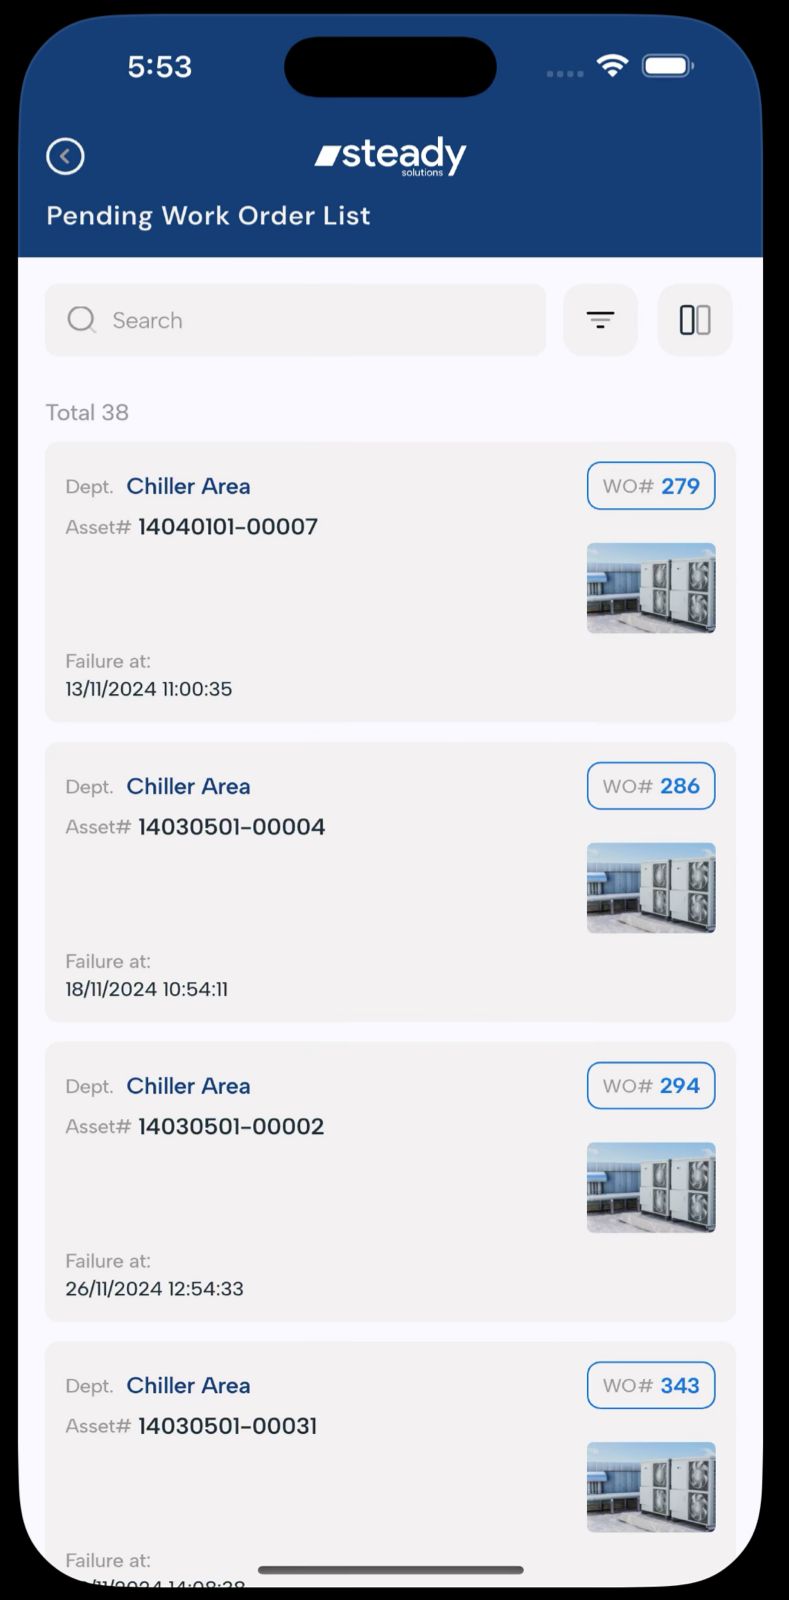 5:53
steady
solutions
Pending Work Order List
Search
Total 38
Dept. Chiller Area
WO# 279
Asset# 14040101-00007
Failure at:
13/11/2024 11:00:35
Dept. Chiller Area
WO# 286
Asset# 14030501-00004
Failure at:
18/11/2024 10:54:11
Dept. Chiller Area
WO# 294
Asset# 14030501-00002
Failure at:
26/11/2024 12:54:33
Dept. Chiller Area
WO# 343
Asset# 14030501-00031
Failure at: